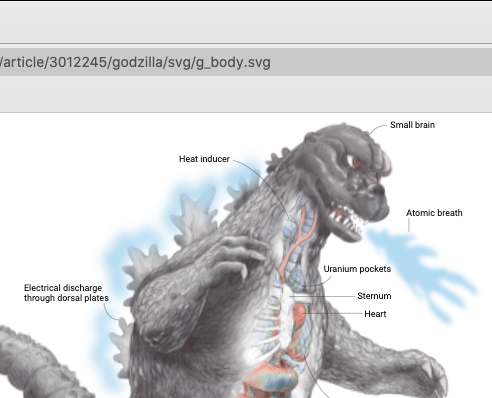 /article/3012245/godzilla/svg/g_body.svg
Small brain
Heat inducer
Atomic breath
Uranium pockets
Electrical discharge
through dorsal plates
Sternum
Heart